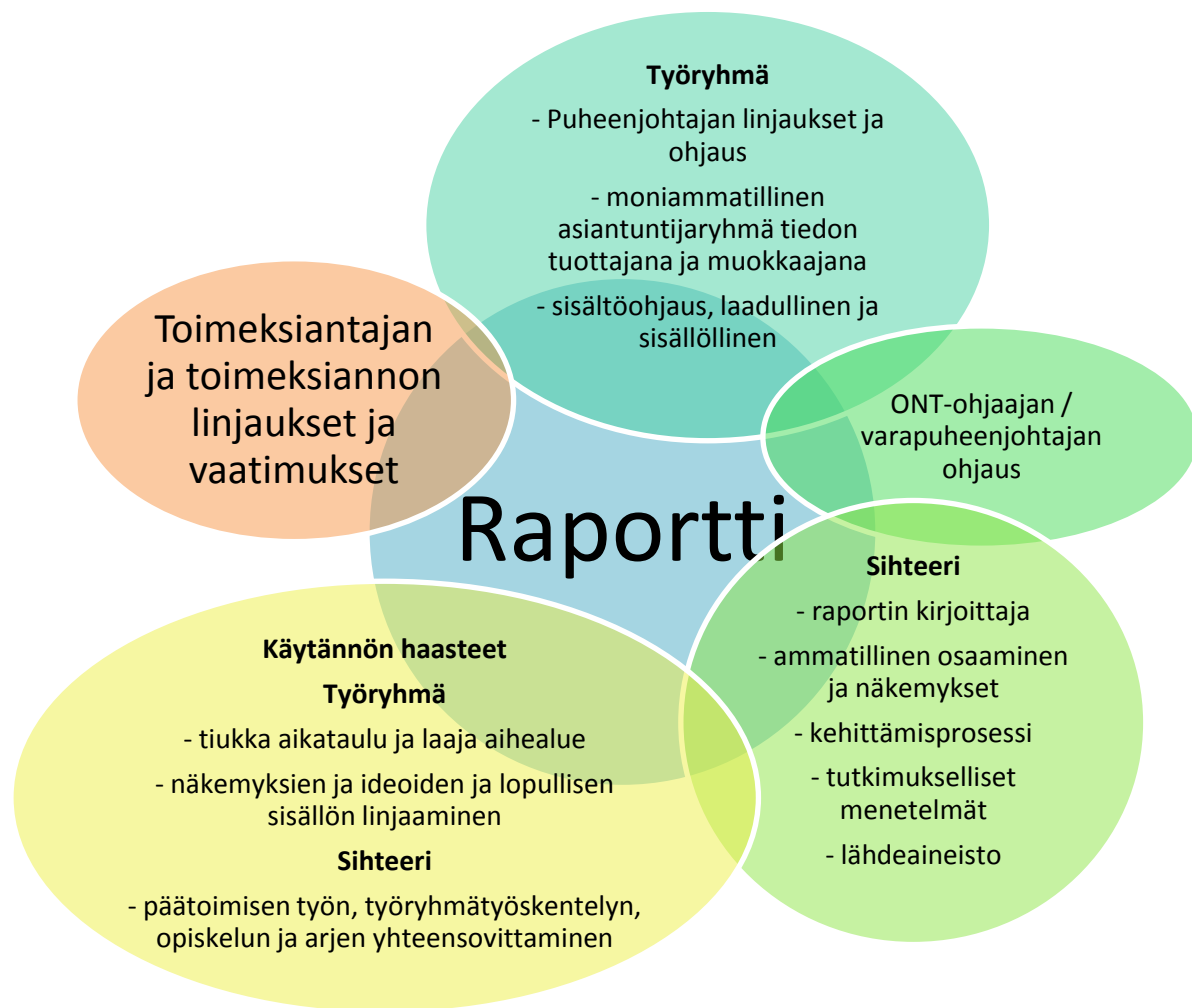 Työryhmä
- Puheenjohtajan linjaukset ja
ohjaus
- moniammatillinen
asiantuntijaryhmä tiedon
tuottajana ja muokkaajana
- sisältöohjaus, laadullinen ja
sisällöllinen
Toimeksiantajan
ja toimeksiannon
linjaukset ja
vaatimukset
ONT-ohjaajan /
varapuheenjohtajan
ohjaus
Raportti
Sihteeri
- raportin kirjoittaja
- ammatillinen osaaminen
ja näkemykset
- kehittämisprosessi
- tutkimukselliset
menetelmät
- lähdeaineisto
Käytännön haasteet
Työryhmä
- tiukka aikataulu ja laaja aihealue
- näkemyksien ja ideoiden ja lopullisen
sisällön linjaaminen
Sihteeri
- päätoimisen työn, työryhmätyöskentelyn,
opiskelun ja arjen yhteensovittaminen